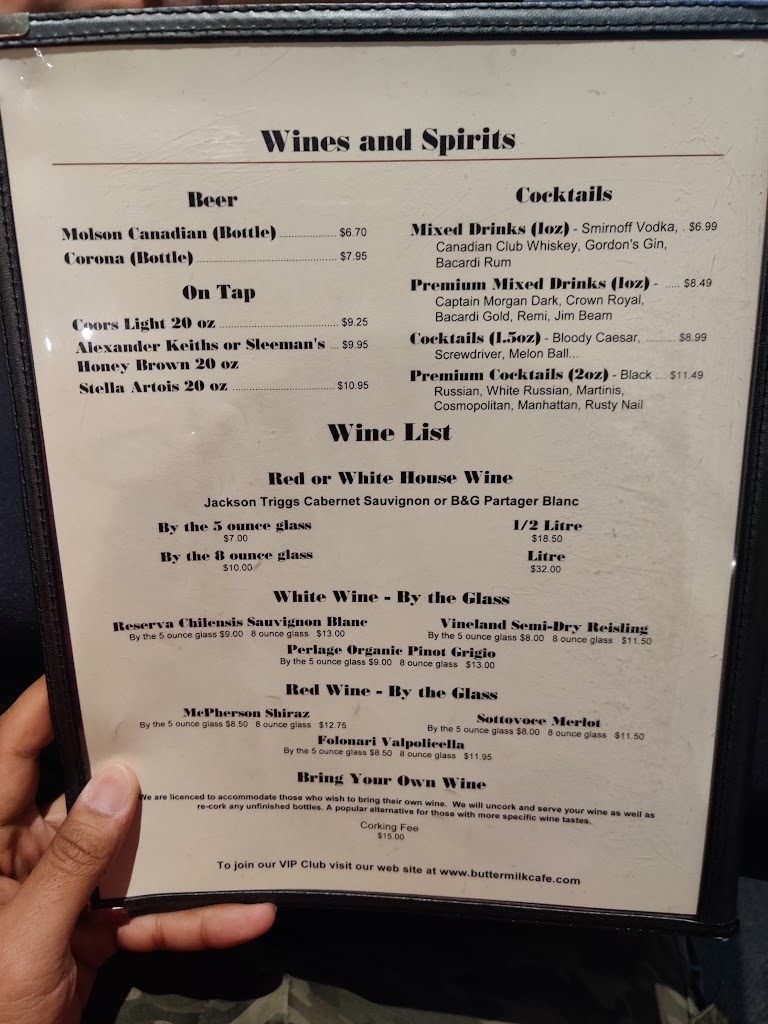 Wines and Spirits
Beer
Molson Canadian (Bottle) ................ $6.70
Corona (Bottle) ....................................... $7.95
On Tap
Coors Light 20 oz .................................. $9.25
Alexander Keiths or Sleeman's ... $9.95
Honey Brown 20 oz
Stella Artois 20 oz ............................. $10.95
Cocktails
Mixed Drinks (1oz) - Smirnoff Vodka, . $6.99
Canadian Club Whiskey, Gordon's Gin,
Bacardi Rum
Premium Mixed Drinks (1oz) - ..... $8.49
Captain Morgan Dark, Crown Royal,
Bacardi Gold, Remi, Jim Beam
Cocktails (1.5oz) - Bloody Caesar, .......... $8.99
Screwdriver, Melon Ball...
Premium Cocktails (2oz) - Black ... $11.49
Russian, White Russian, Martinis,
Cosmopolitan, Manhattan, Rusty Nail
Wine List
Red or White House Wine
Jackson Triggs Cabernet Sauvignon or B&G Partager Blanc
By the 5 ounce glass 1/2 Litre
$7.00 $18.50
By the 8 ounce glass Litre
$10.00 $32.00
White Wine - By the Glass
Reserva Chilensis Sauvignon Blanc Vineland Semi-Dry Reisling
By the 5 ounce glass $9.00 8 ounce glass $13.00 By the 5 ounce glass $8.00 8 ounce glass $11.50
Perlage Organic Pinot Grigio
By the 5 ounce glass $9.00 8 ounce glass $13.00
Red Wine - By the Glass
McPherson Shiraz Sottovoce Merlot
By the 5 ounce glass $8.50 8 ounce glass $12.75 By the 5 ounce glass $8.00 8 ounce glass $11.50
Folonari Valpolicella
By the 5 ounce glass $8.50 8 ounce glass $11.95
Bring Your Own Wine
We are licenced to accommodate those who wish to bring their own wine. We will uncork and serve your wine as well as
re-cork any unfinished bottles. A popular alternative for those with more specific wine tastes.
Corking Fee
$15.00
To join our VIP Club visit our web site at www.buttermilkcafe.com